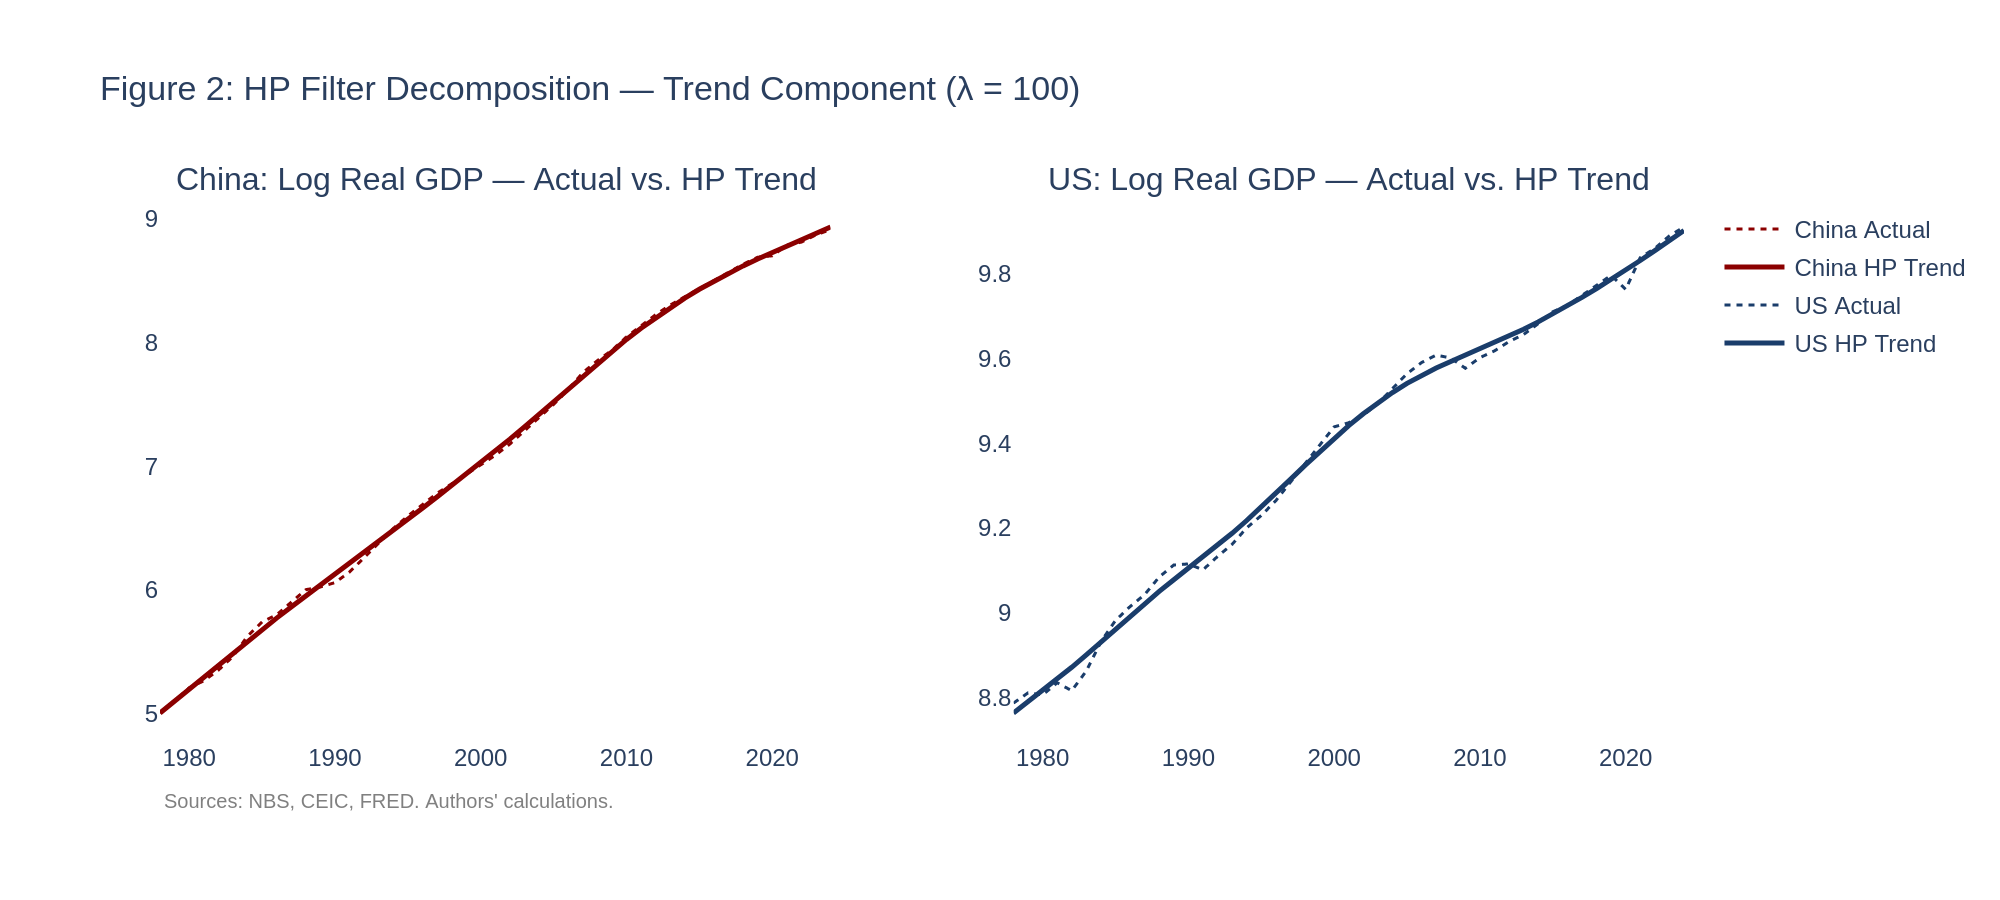 Figure 2: HP Filter Decomposition — Trend Component (λ = 100)
China: Log Real GDP — Actual vs. HP Trend
9
8
7
6
5
1980 1990 2000 2010 2020
US: Log Real GDP — Actual vs. HP Trend
9.8
9.6
9.4
9.2
9
8.8
1980 1990 2000 2010 2020
China Actual
China HP Trend
US Actual
US HP Trend
Sources: NBS, CEIC, FRED. Authors' calculations.